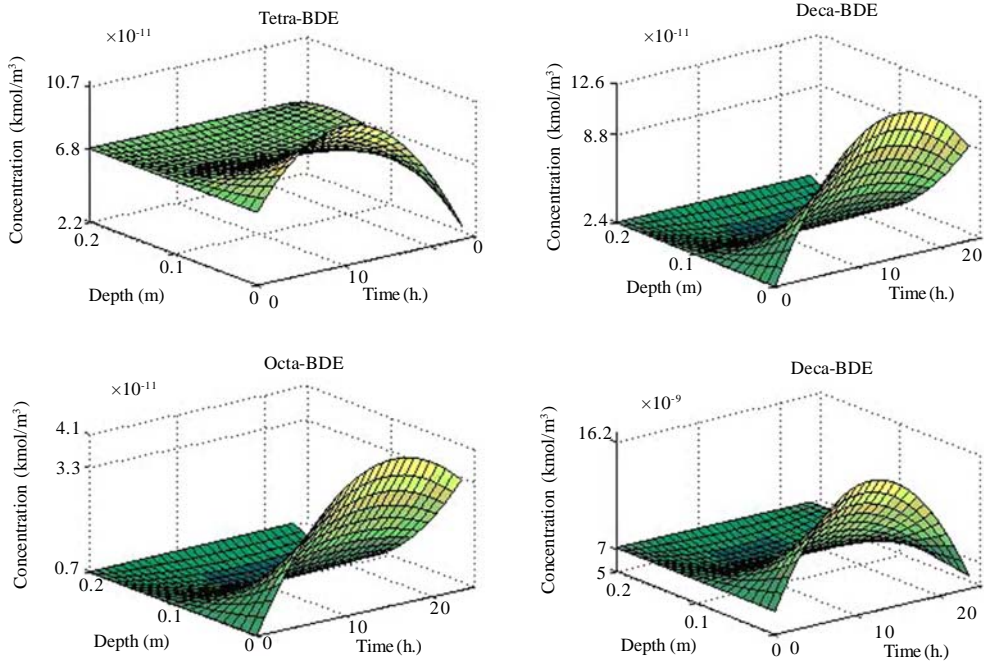 Tetra-BDE
×10-11
Concentration (kmol/m3)
10.7
6.8
2.2
0.2
0.1
0
Depth (m)
0
10
0
Time (h.)
Deca-BDE
×10-11
Concentration (kmol/m3)
12.6
8.8
2.4
0.2
0.1
0
Depth (m)
0
10
20
Time (h.)
Octa-BDE
×10-11
Concentration (kmol/m3)
4.1
3.3
0.7
0.2
0.1
0
Depth (m)
0
10
20
Time (h.)
Deca-BDE
×10-9
Concentration (kmol/m3)
16.2
7
5
0.2
0.1
0
Depth (m)
0
10
20
Time (h.)